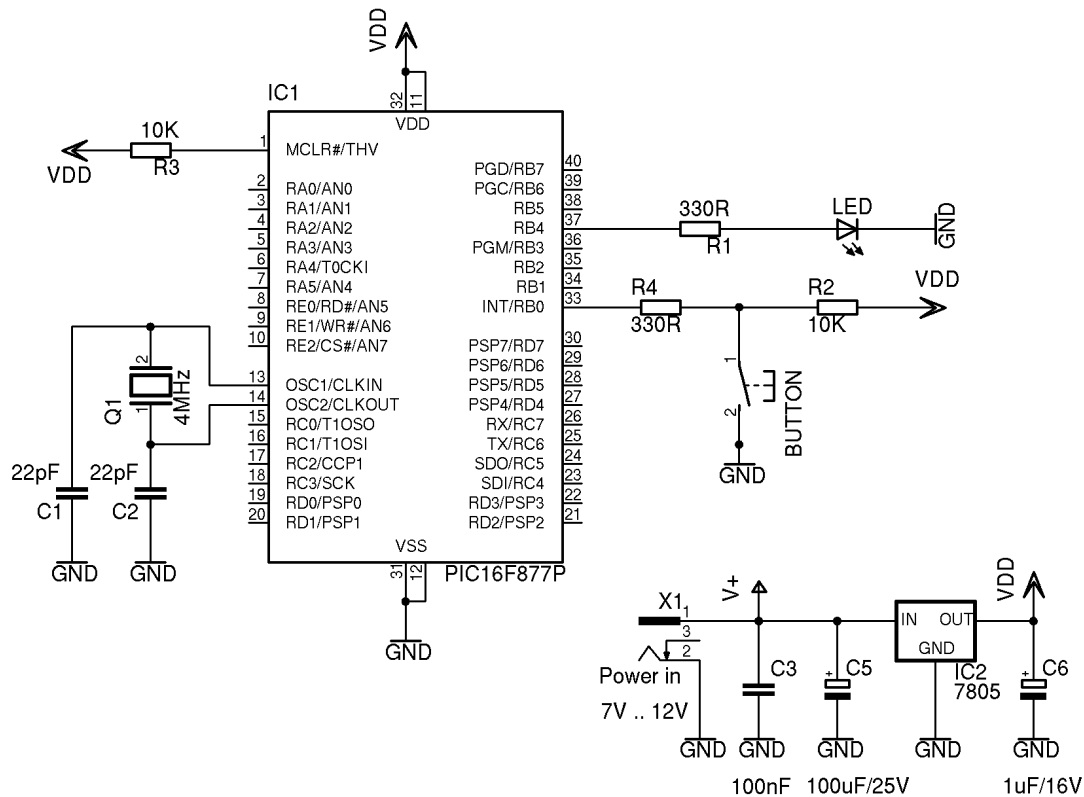 VDD
IC1
32
11
VDD
10K
R3
VDD
1
MCLR#/THV
2
RA0/AN0
3
RA1/AN1
4
RA2/AN2
5
RA3/AN3
6
RA4/T0CKI
7
RA5/AN4
8
RE0/RD#/AN5
9
RE1/WR#/AN6
10
RE2/CS#/AN7
13
OSC1/CLKIN
14
OSC2/CLKOUT
15
RC0/T1OSO
16
RC1/T1OSI
17
RC2/CCP1
18
RC3/SCK
19
RD0/PSP0
20
RD1/PSP1
PGD/RB7
40
PGC/RB6
39
RB5
38
RB4
37
PGM/RB3
36
RB2
35
RB1
34
INT/RB0
33
PSP7/RD7
30
PSP6/RD6
29
PSP5/RD5
28
PSP4/RD4
27
RX/RC7
26
TX/RC6
25
SDO/RC5
24
SDI/RC4
23
RD3/PSP3
22
RD2/PSP2
21
VSS
31
12
PIC16F877P
GND
330R
R1
LED
GND
R4
330R
R2
10K
VDD
1
2
BUTTON
GND
2
1
Q1
4MHz
22pF
C1
GND
22pF
C2
GND
X1
1
3
2
Power in
7V .. 12V
GND
V+
C3
GND
100nF
+
C5
GND
100uF/25V
IN
OUT
GND
IC2
7805
GND
VDD
+
C6
GND
1uF/16V